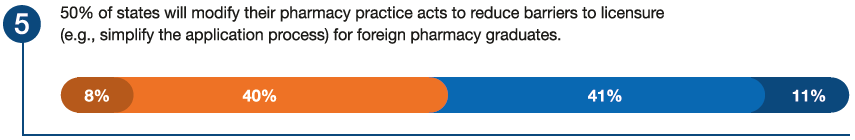 5
50% of states will modify their pharmacy practice acts to reduce barriers to licensure
(e.g., simplify the application process) for foreign pharmacy graduates.
8% 40% 41% 11%